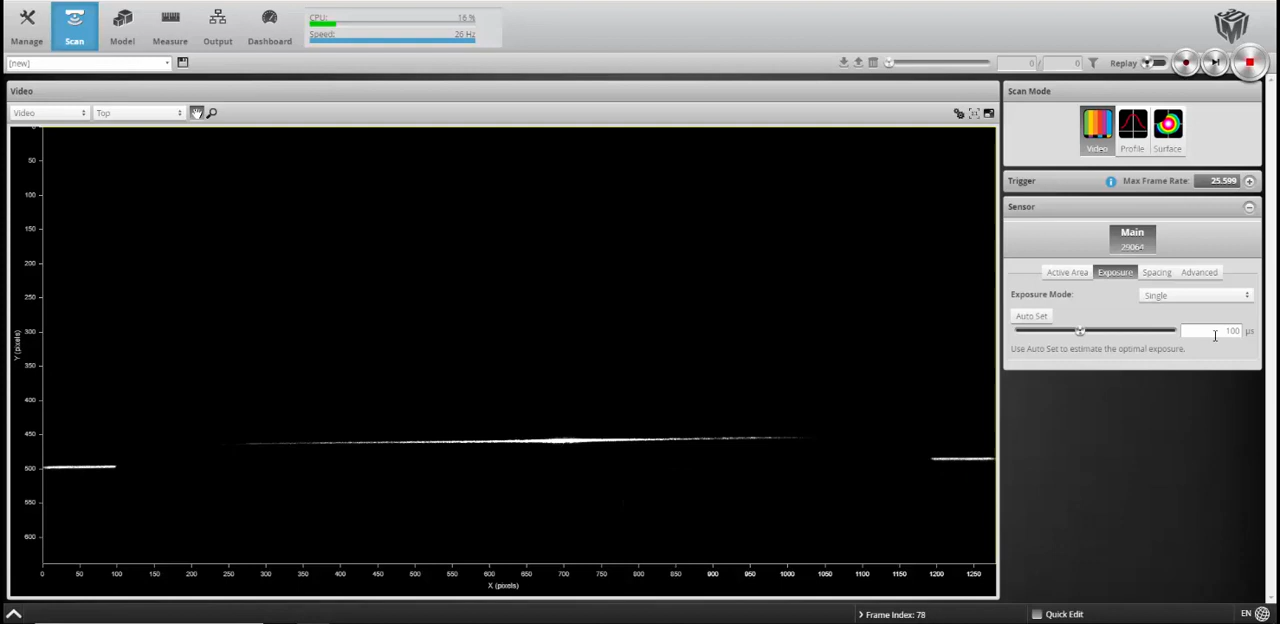 Manage Scan Model Measure Output Dashboard
CPU: 16 %
Speed: 26 Hz
[new]
0 / 0 Replay
Video
Video Top
0
50
100
150
200
250
300
350
400
450
500
550
600
Y (pixels)
0 50 100 150 200 250 300 350 400 450 500 550 600 650 700 750 800 850 900 950 1000 1050 1100 1150 1200 1250
X (pixels)
Scan Mode
Video Profile Surface
Trigger Max Frame Rate: 25.599
Sensor
Main
29064
Active Area Exposure Spacing Advanced
Exposure Mode: Single
Auto Set
100 µs
Use Auto Set to estimate the optimal exposure.
Frame Index: 78 Quick Edit EN